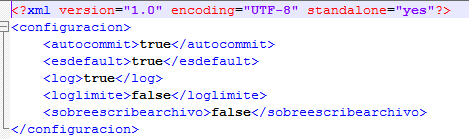 <?xml version="1.0" encoding="UTF-8" standalone="yes"?>
<configuracion>
<autocommit>true</autocommit>
<esdefault>true</esdefault>
<log>true</log>
<loglimite>false</loglimite>
<sobreescribearchivo>false</sobreescribearchivo>
</configuracion>